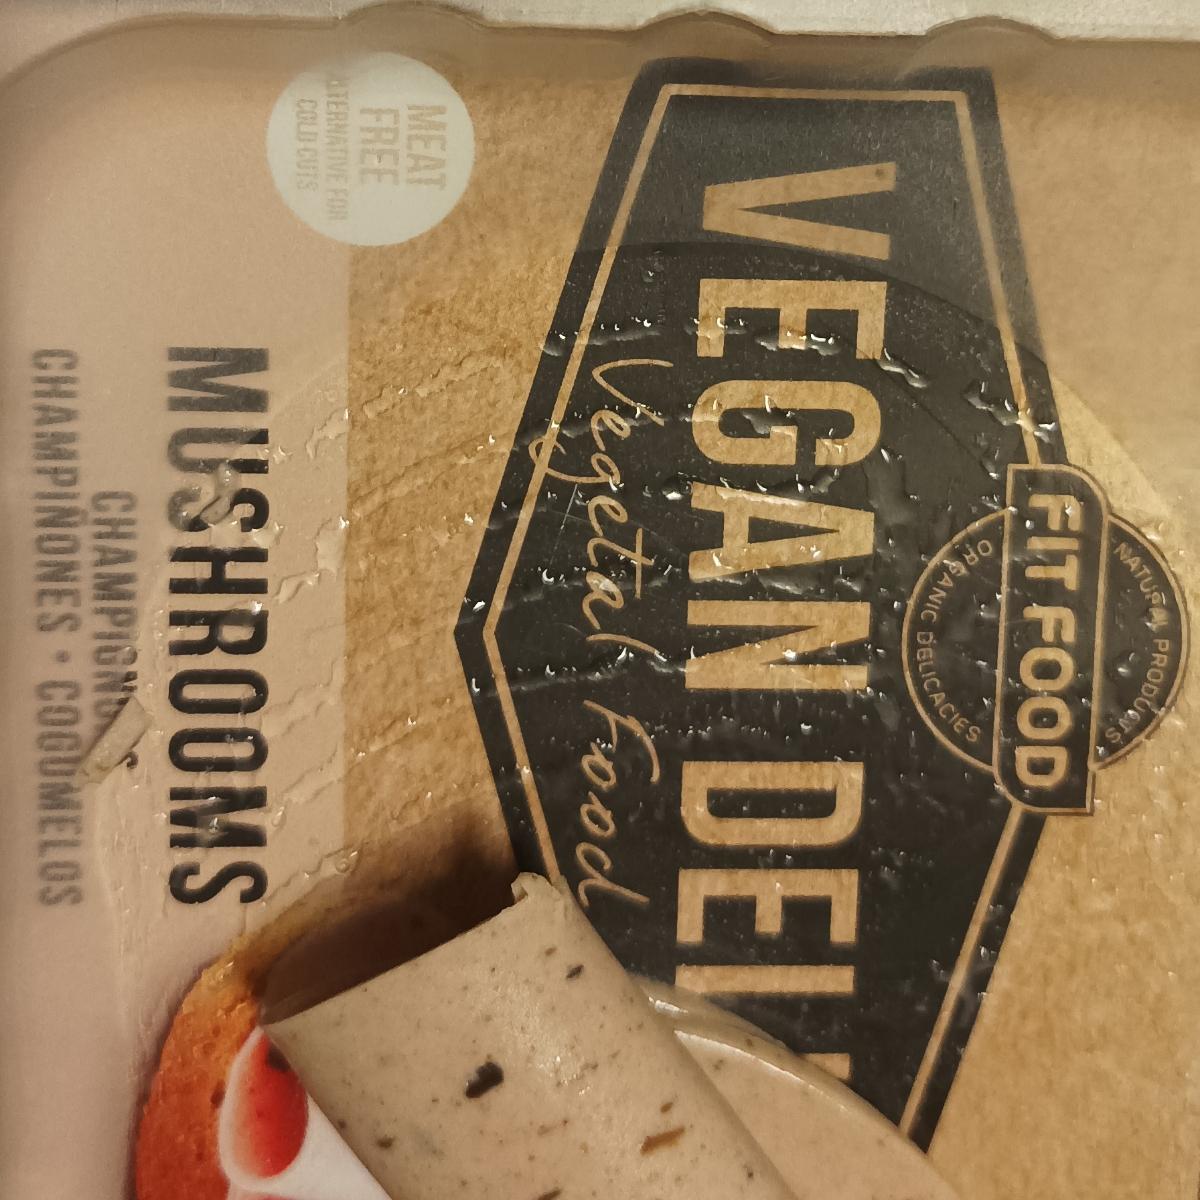 NATURAL PRODUCTS
FIT FOOD
ORGANIC DELICACIES
VEGAN DELI
Vegetal food
MEAT
FREE
ALTERNATIVE FOR
COLD CUTS
MUSHROOMS
CHAMPIGNONS
CHAMPIÑONES • COGUMELOS